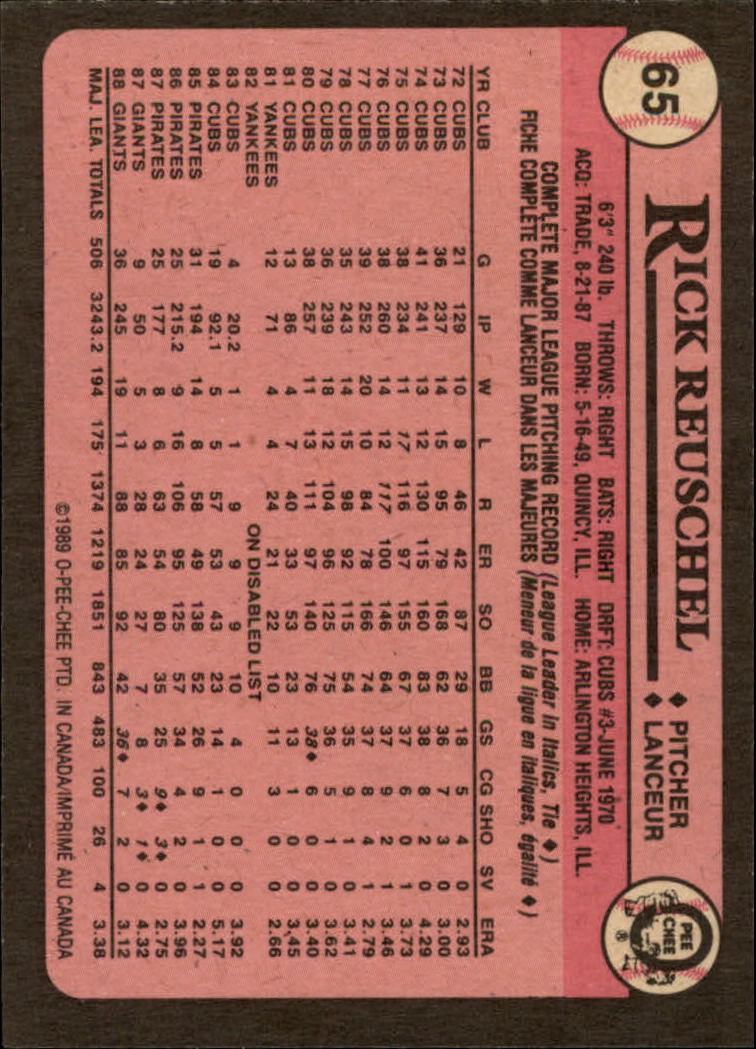 65
RICK REUSCHEL
♦ PITCHER
♦ LANCEUR
O PEE CHEE ®
6'3" 240 lb. THROWS: RIGHT BATS: RIGHT DRFT: CUBS #3-JUNE 1970
ACQ: TRADE, 8-21-87 BORN: 5-16-49, QUINCY, ILL. HOME: ARLINGTON HEIGHTS, ILL.
COMPLETE MAJOR LEAGUE PITCHING RECORD (League Leader in Italics, Tie ♦)
FICHE COMPLÈTE COMME LANCEUR DANS LES MAJEURES (Meneur de la ligue en italiques, égalité ♦)
YR CLUB G IP W L R ER SO BB GS CG SHO SV ERA
72 CUBS 21 129 10 8 46 42 87 29 18 5 4 0 2.93
73 CUBS 36 237 14 15 95 79 168 62 36 7 3 0 3.00
74 CUBS 41 241 13 12 130 115 160 83 38 8 2 0 4.29
75 CUBS 38 234 11 17 116 97 155 67 37 6 0 1 3.73
76 CUBS 38 260 14 12 117 100 146 64 37 9 2 1 3.46
77 CUBS 39 252 20 10 84 78 166 74 37 8 4 1 2.79
78 CUBS 35 243 14 15 98 92 115 54 35 9 1 0 3.41
79 CUBS 36 239 18 12 104 96 125 75 36 5 1 0 3.62
80 CUBS 38 257 11 13 111 97 140 76 38♦ 6 0 0 3.40
81 CUBS 13 86 4 7 40 33 53 23 13 1 0 0 3.45
81 YANKEES 12 71 4 4 24 21 22 10 11 3 0 0 2.66
82 YANKEES ON DISABLED LIST
83 CUBS 4 20.2 1 1 9 9 9 10 4 0 0 0 3.92
84 CUBS 19 92.1 5 5 57 53 43 23 14 1 0 0 5.17
85 PIRATES 31 194 14 8 58 49 138 52 26 9 1 1 2.27
86 PIRATES 25 215.2 9 16 106 95 125 57 34 4 2 0 3.96
87 PIRATES 25 177 8 6 63 54 80 35 25 9♦ 3♦ 0 2.75
87 GIANTS 9 50 5 3 28 24 27 7 8 3♦ 1♦ 0 4.32
88 GIANTS 36 245 19 11 88 85 92 42 36♦ 7 2 0 3.12
MAJ. LEA. TOTALS 506 3243.2 194 175 1374 1219 1851 843 483 100 26 4 3.38
©1989 O-PEE-CHEE PTD. IN CANADA/IMPRIMÉ AU CANADA